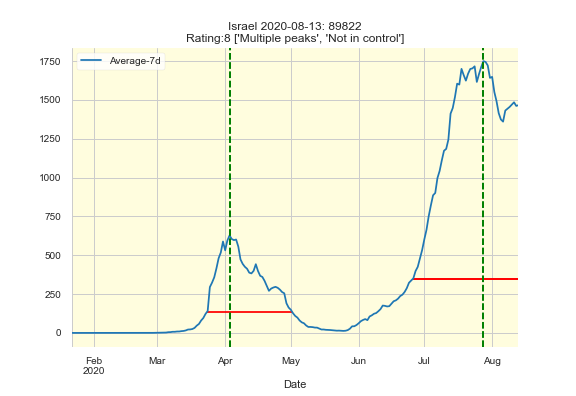 Israel 2020-08-13: 89822
Rating:8 ['Multiple peaks', 'Not in control']
Average-7d
1750
1500
1250
1000
750
500
250
0
Feb Mar Apr May Jun Jul Aug
2020
Date